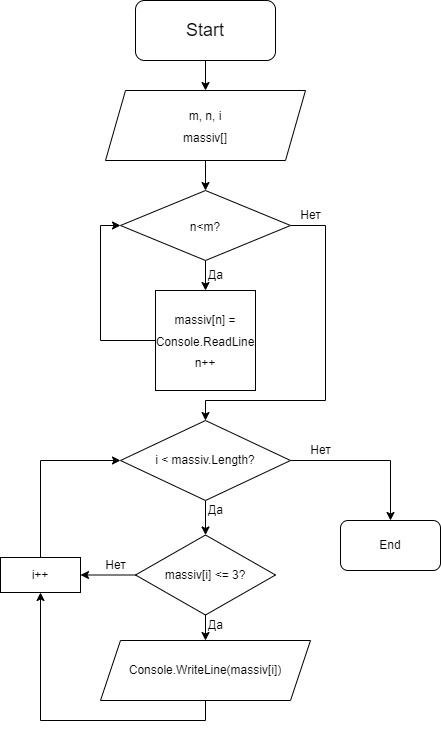 Start
m, n, i
massiv[]
n<m?
Нет
Да
massiv[n] =
Console.ReadLine
n++
i < massiv.Length?
Нет
Да
End
massiv[i] <= 3?
Нет
i++
Да
Console.WriteLine(massiv[i])